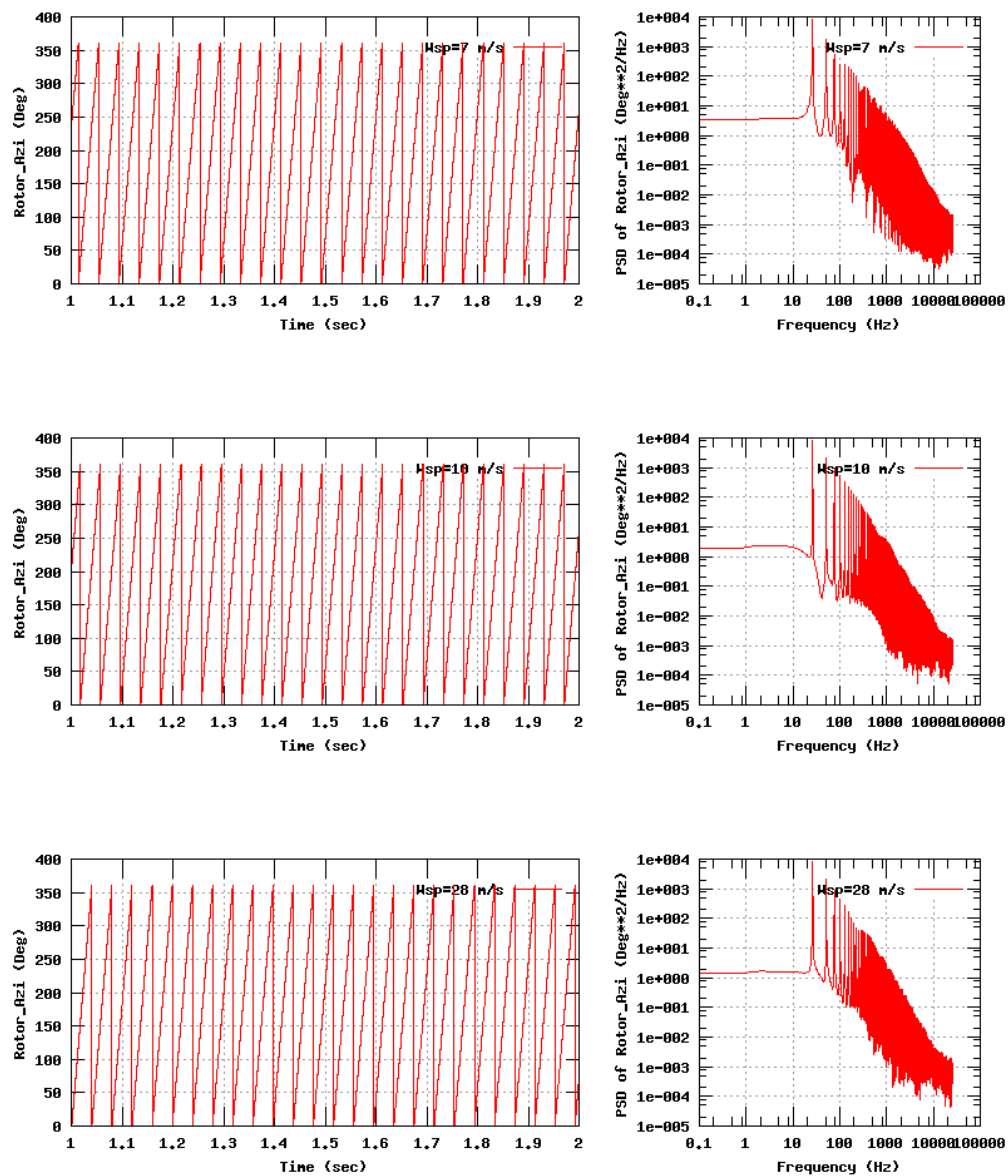 Rotor_Azi (Deg)
400
350
300
250
200
150
100
50
0
1 1.1 1.2 1.3 1.4 1.5 1.6 1.7 1.8 1.9 2
Time (sec)
Wsp=7 m/s
PSD of Rotor_Azi (Deg**2/Hz)
1e+004
1e+003
1e+002
1e+001
1e+000
1e-001
1e-002
1e-003
1e-004
1e-005
0.1 1 10 100 1000 10000 100000
Frequency (Hz)
Wsp=7 m/s
Rotor_Azi (Deg)
400
350
300
250
200
150
100
50
0
1 1.1 1.2 1.3 1.4 1.5 1.6 1.7 1.8 1.9 2
Time (sec)
Wsp=10 m/s
PSD of Rotor_Azi (Deg**2/Hz)
1e+004
1e+003
1e+002
1e+001
1e+000
1e-001
1e-002
1e-003
1e-004
1e-005
0.1 1 10 100 1000 10000 100000
Frequency (Hz)
Wsp=10 m/s
Rotor_Azi (Deg)
400
350
300
250
200
150
100
50
0
1 1.1 1.2 1.3 1.4 1.5 1.6 1.7 1.8 1.9 2
Time (sec)
Wsp=28 m/s
PSD of Rotor_Azi (Deg**2/Hz)
1e+004
1e+003
1e+002
1e+001
1e+000
1e-001
1e-002
1e-003
1e-004
1e-005
0.1 1 10 100 1000 10000 100000
Frequency (Hz)
Wsp=28 m/s